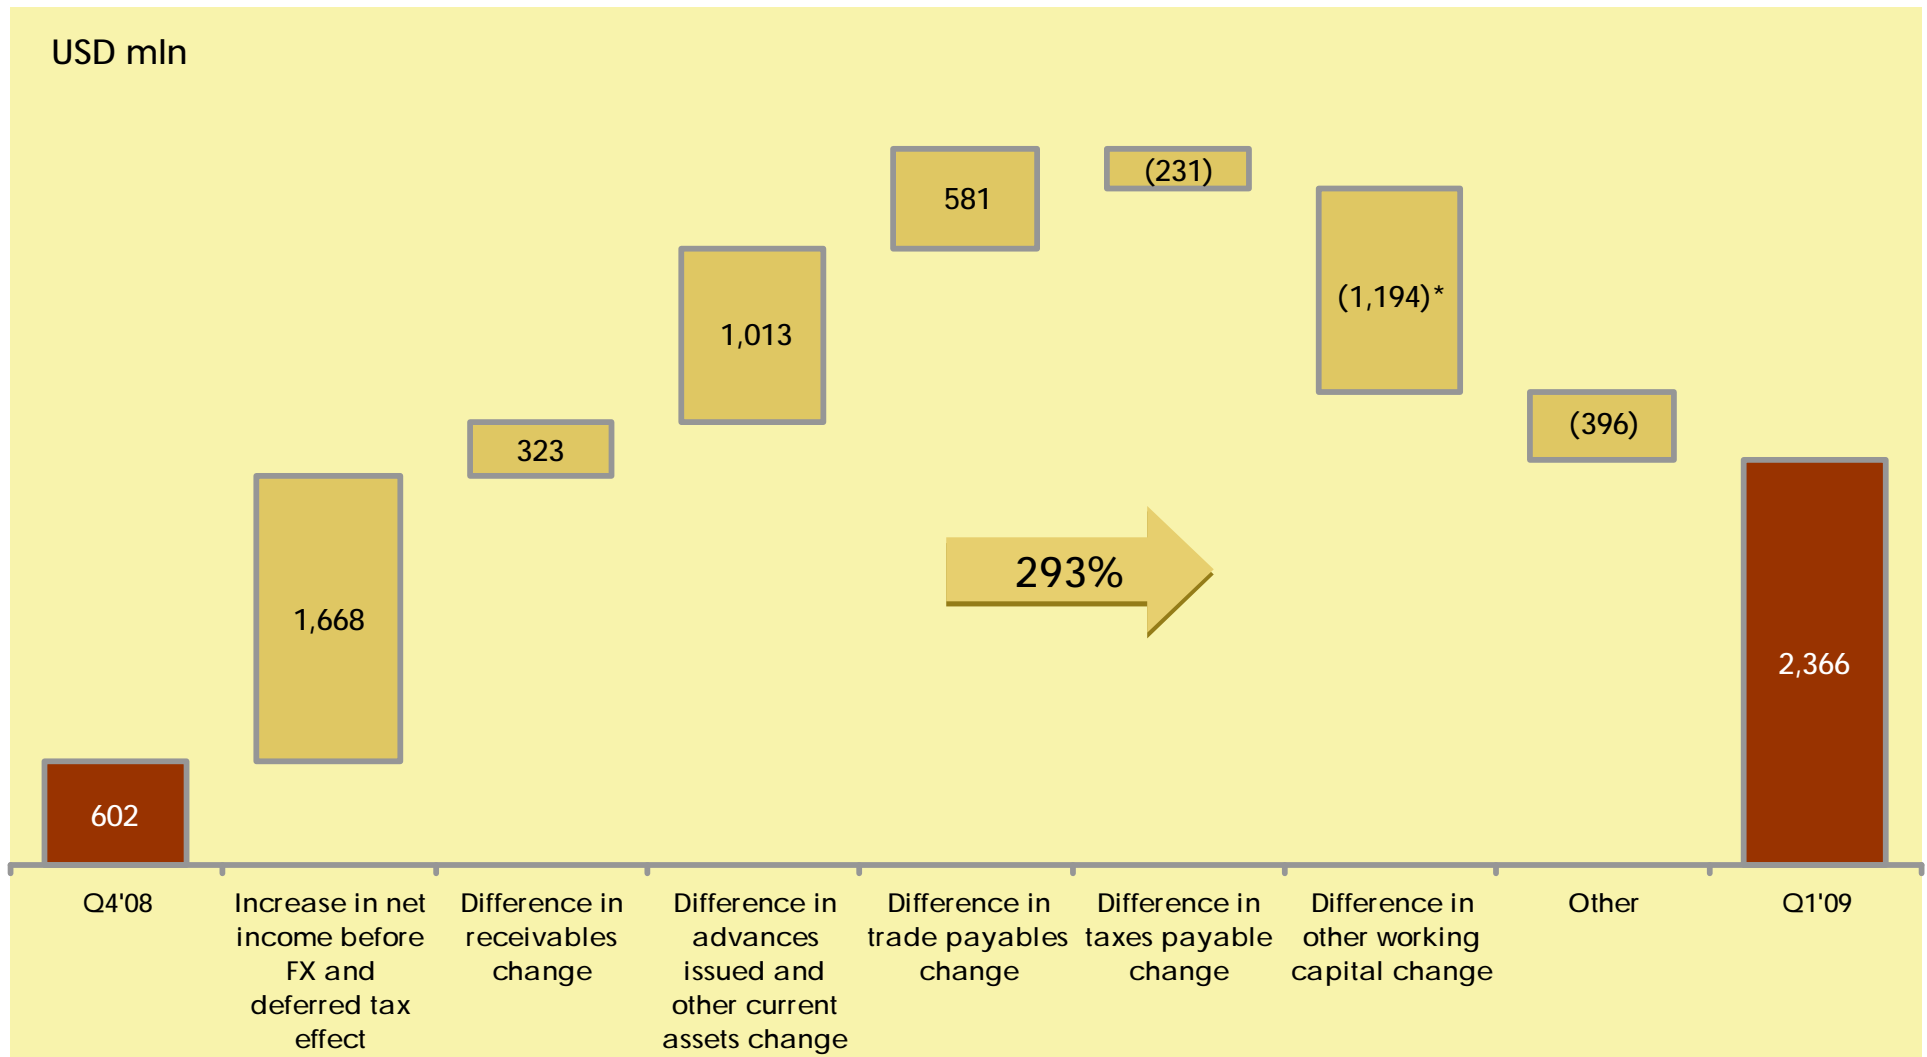 USD mln
581
(231)
(1,194)*
1,013
(396)
323
293%
1,668
2,366
602
Q4'08
Increase in net
income before
FX and
deferred tax
effect
Difference in
receivables
change
Difference in
advances
issued and
other current
assets change
Difference in
trade payables
change
Difference in
taxes payable
change
Difference in
other working
capital change
Other
Q1'09